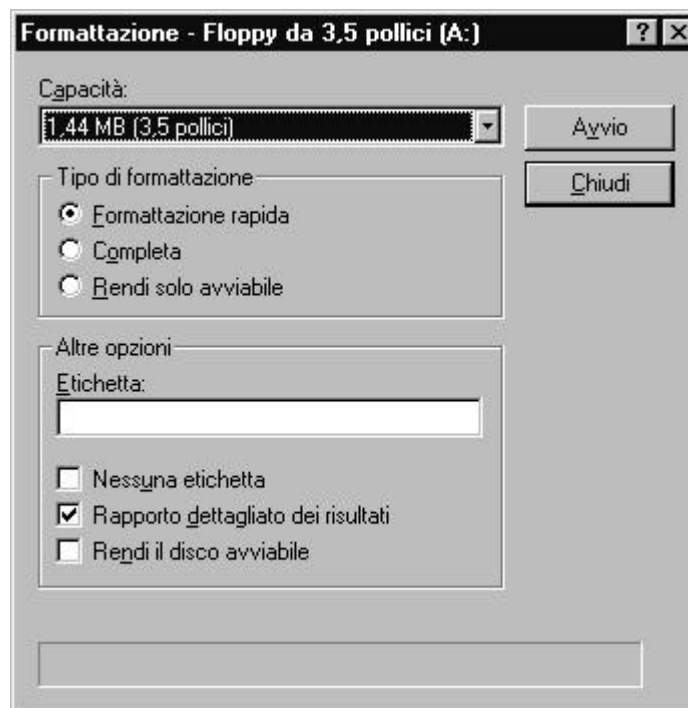 Formattazione - Floppy da 3,5 pollici (A:)
Capacità:
1,44 MB (3,5 pollici)
Avvio
Chiudi
Tipo di formattazione
Formattazione rapida
Completa
Rendi solo avviabile
Altre opzioni
Etichetta:
Nessuna etichetta
Rapporto dettagliato dei risultati
Rendi il disco avviabile